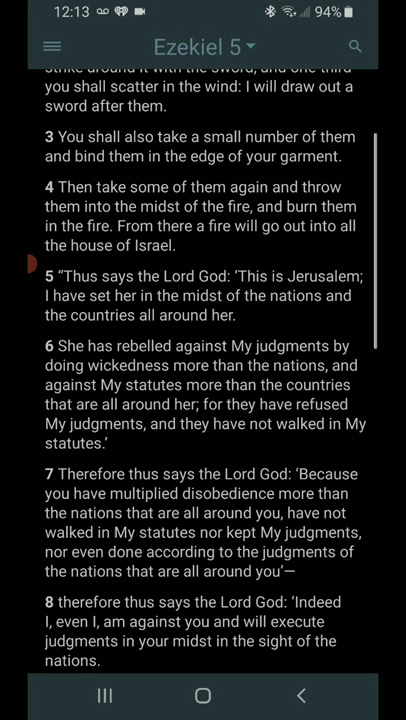 12:13
94%
Ezekiel 5
strike around it with the sword, and one third
you shall scatter in the wind: I will draw out a
sword after them.
3 You shall also take a small number of them
and bind them in the edge of your garment.
4 Then take some of them again and throw
them into the midst of the fire, and burn them
in the fire. From there a fire will go out into all
the house of Israel.
5 “Thus says the Lord God: ‘This is Jerusalem;
I have set her in the midst of the nations and
the countries all around her.
6 She has rebelled against My judgments by
doing wickedness more than the nations, and
against My statutes more than the countries
that are all around her; for they have refused
My judgments, and they have not walked in My
statutes.’
7 Therefore thus says the Lord God: ‘Because
you have multiplied disobedience more than
the nations that are all around you, have not
walked in My statutes nor kept My judgments,
nor even done according to the judgments of
the nations that are all around you’—
8 therefore thus says the Lord God: ‘Indeed
I, even I, am against you and will execute
judgments in your midst in the sight of the
nations.